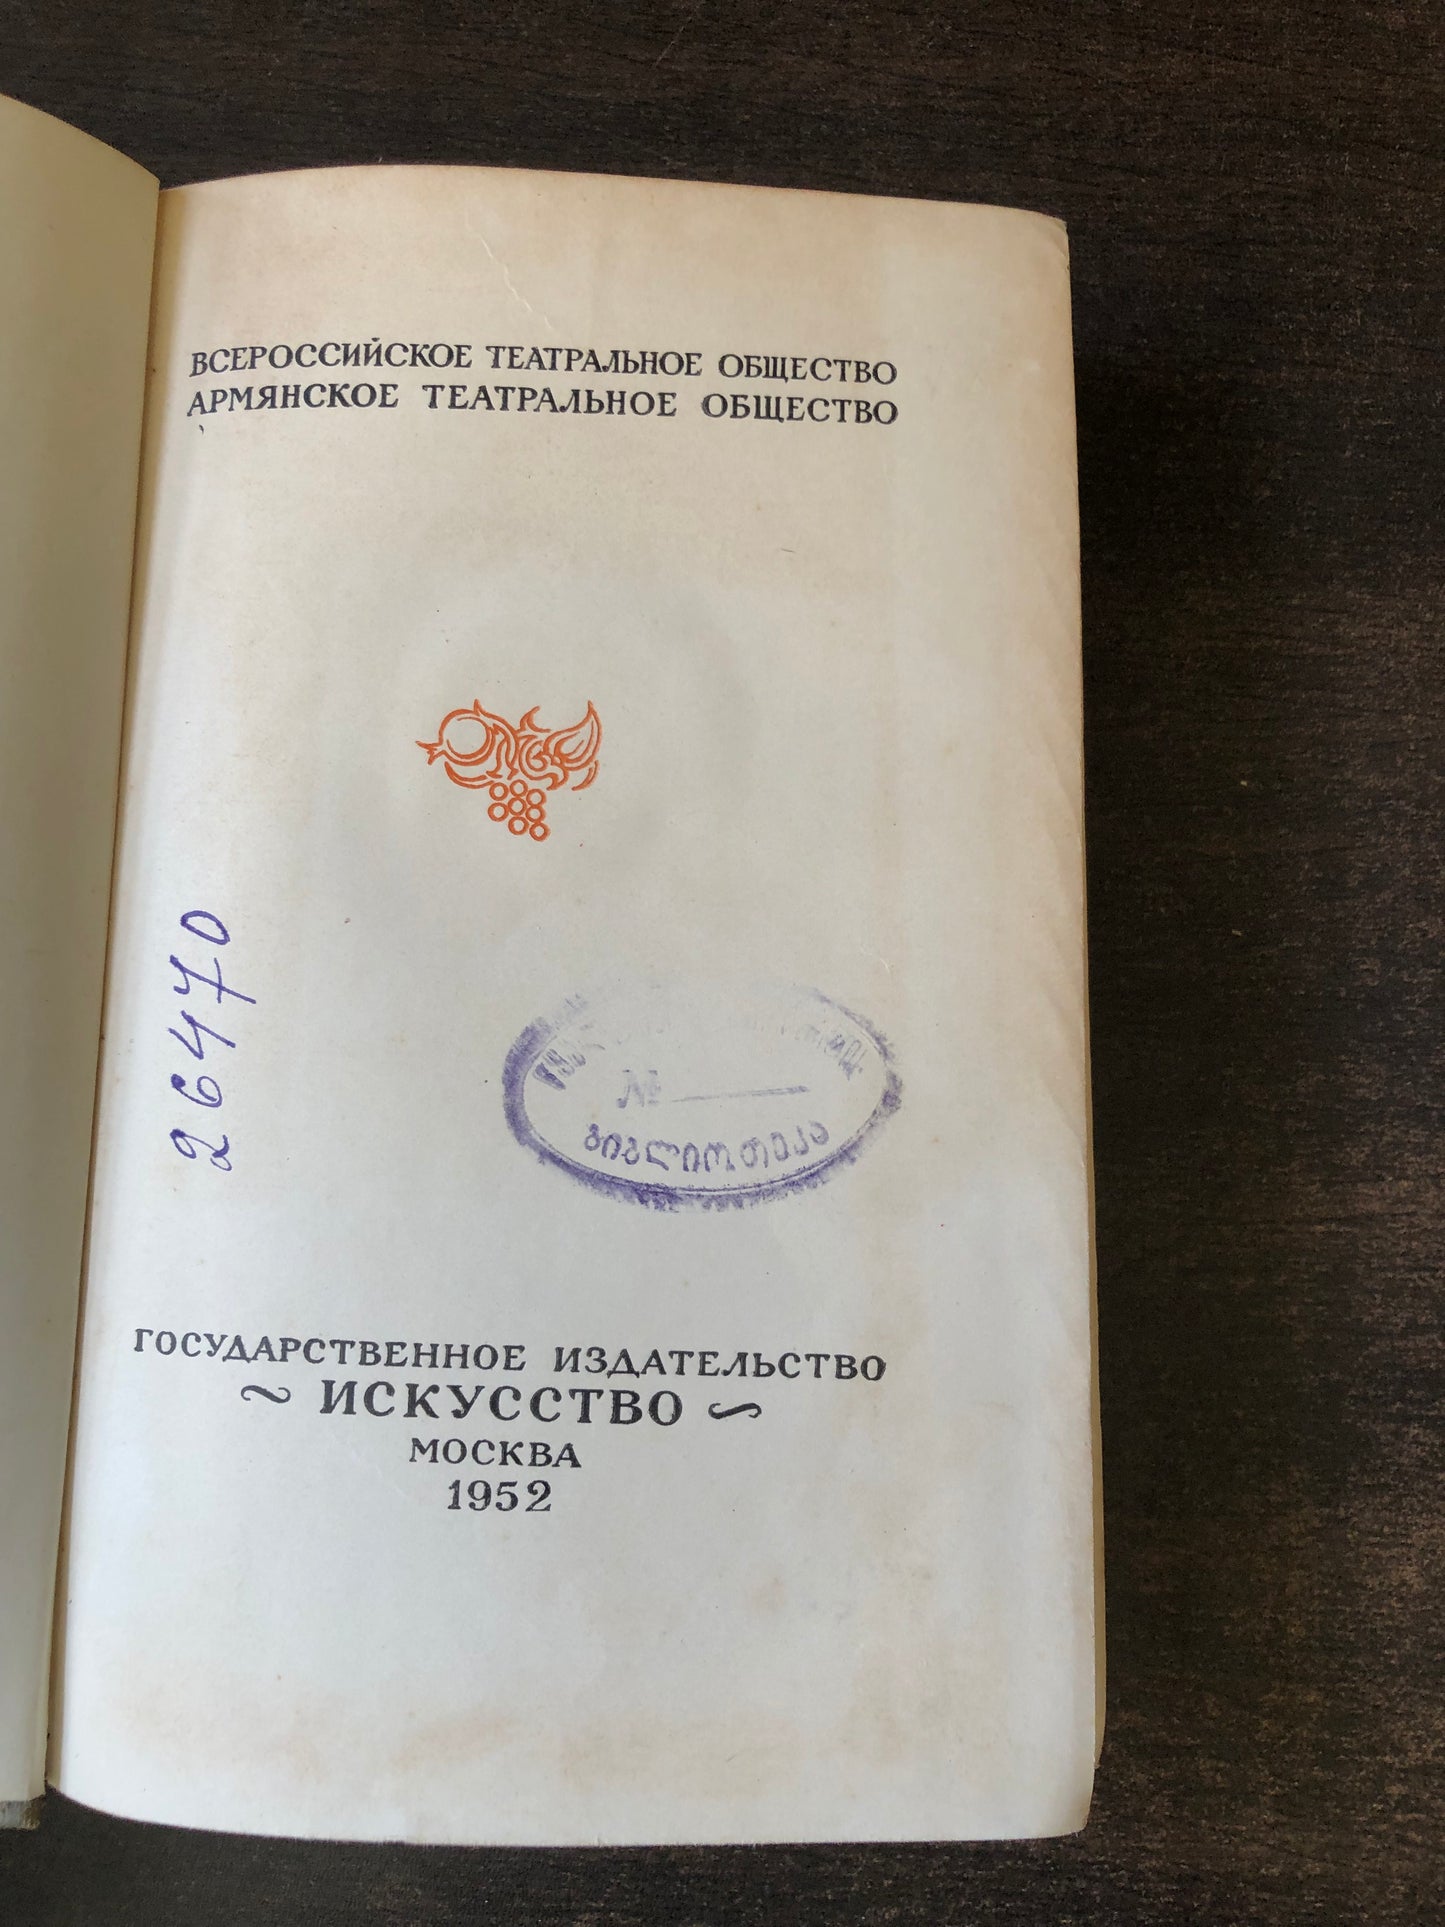 ВСЕРОССИЙСКОЕ ТЕАТРАЛЬНОЕ ОБЩЕСТВО
АРМЯНСКОЕ ТЕАТРАЛЬНОЕ ОБЩЕСТВО
26470
№
ბიბლიოთეკა
ГОСУДАРСТВЕННОЕ ИЗДАТЕЛЬСТВО
ИСКУССТВО
МОСКВА
1952